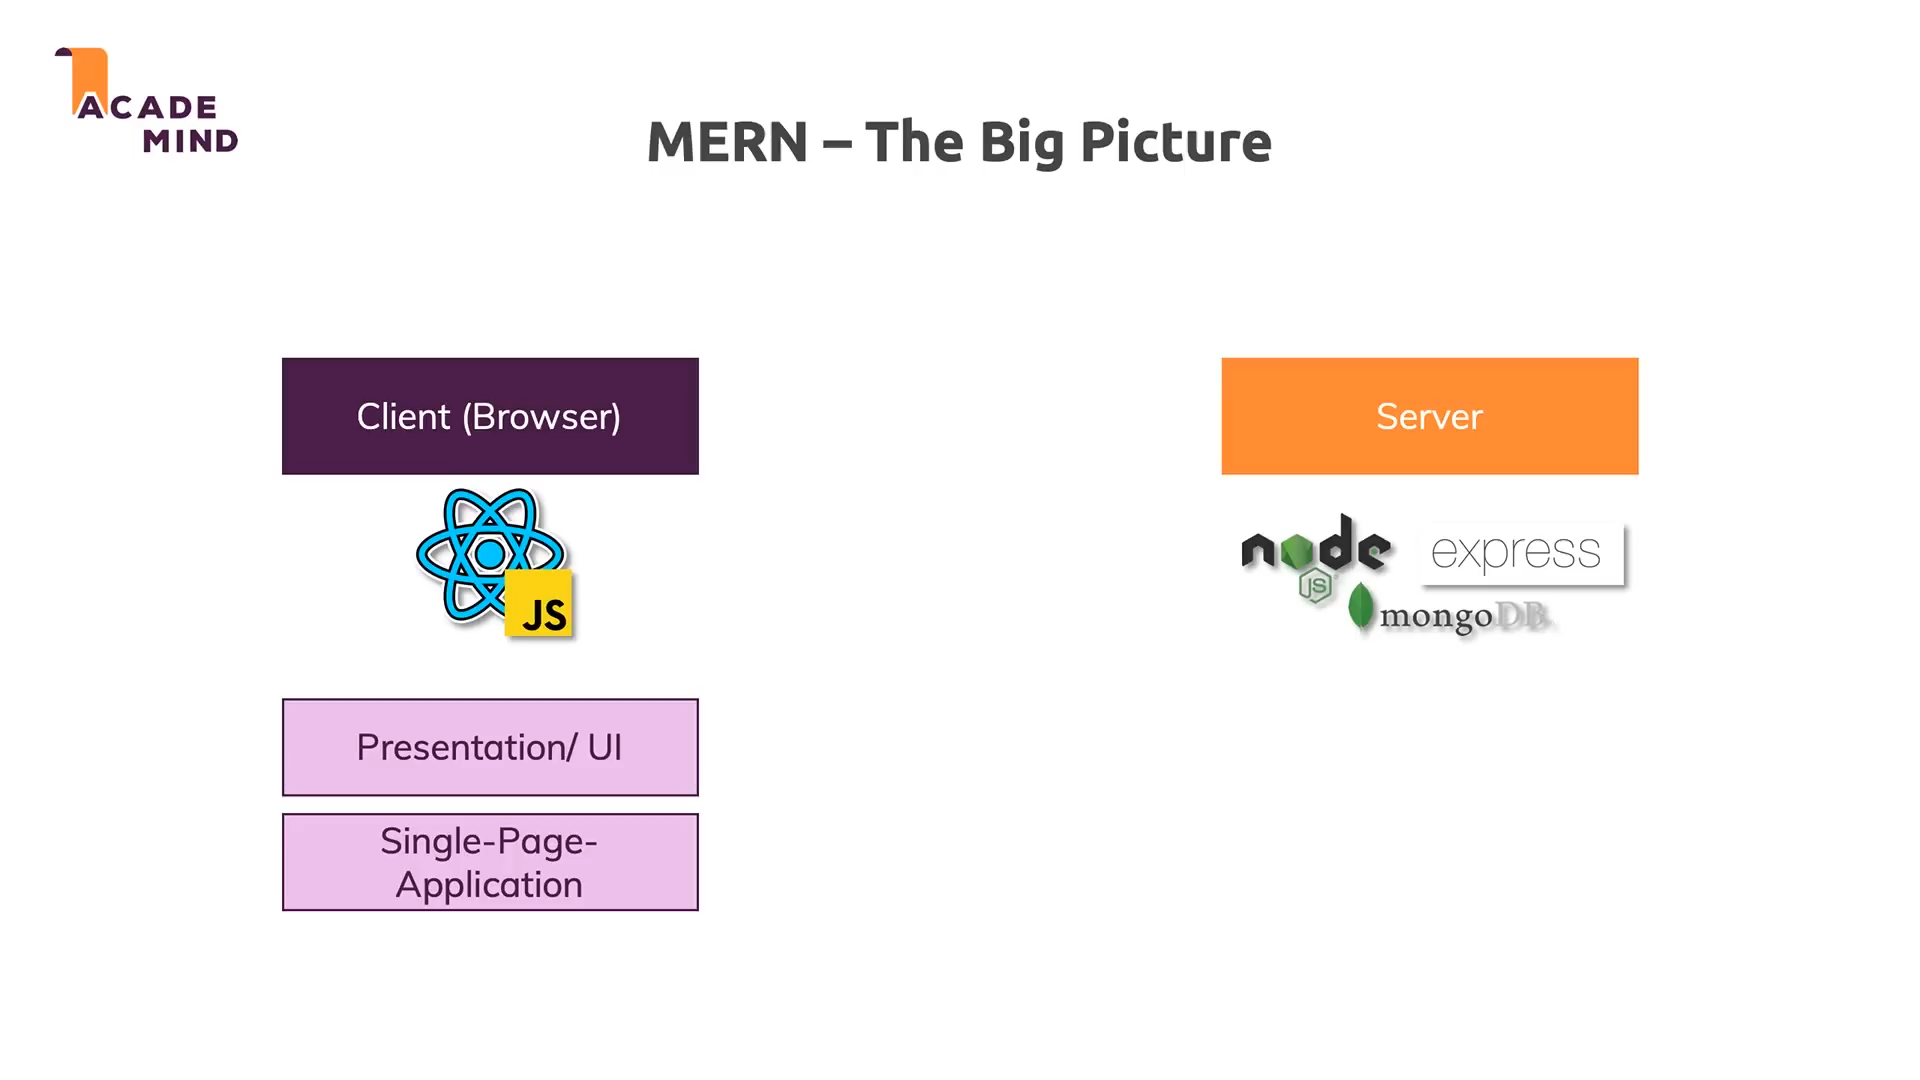 ACADE
MIND
MERN – The Big Picture
Client (Browser)
Server
JS
node
JS
express
mongoDB
Presentation/ UI
Single-Page-
Application